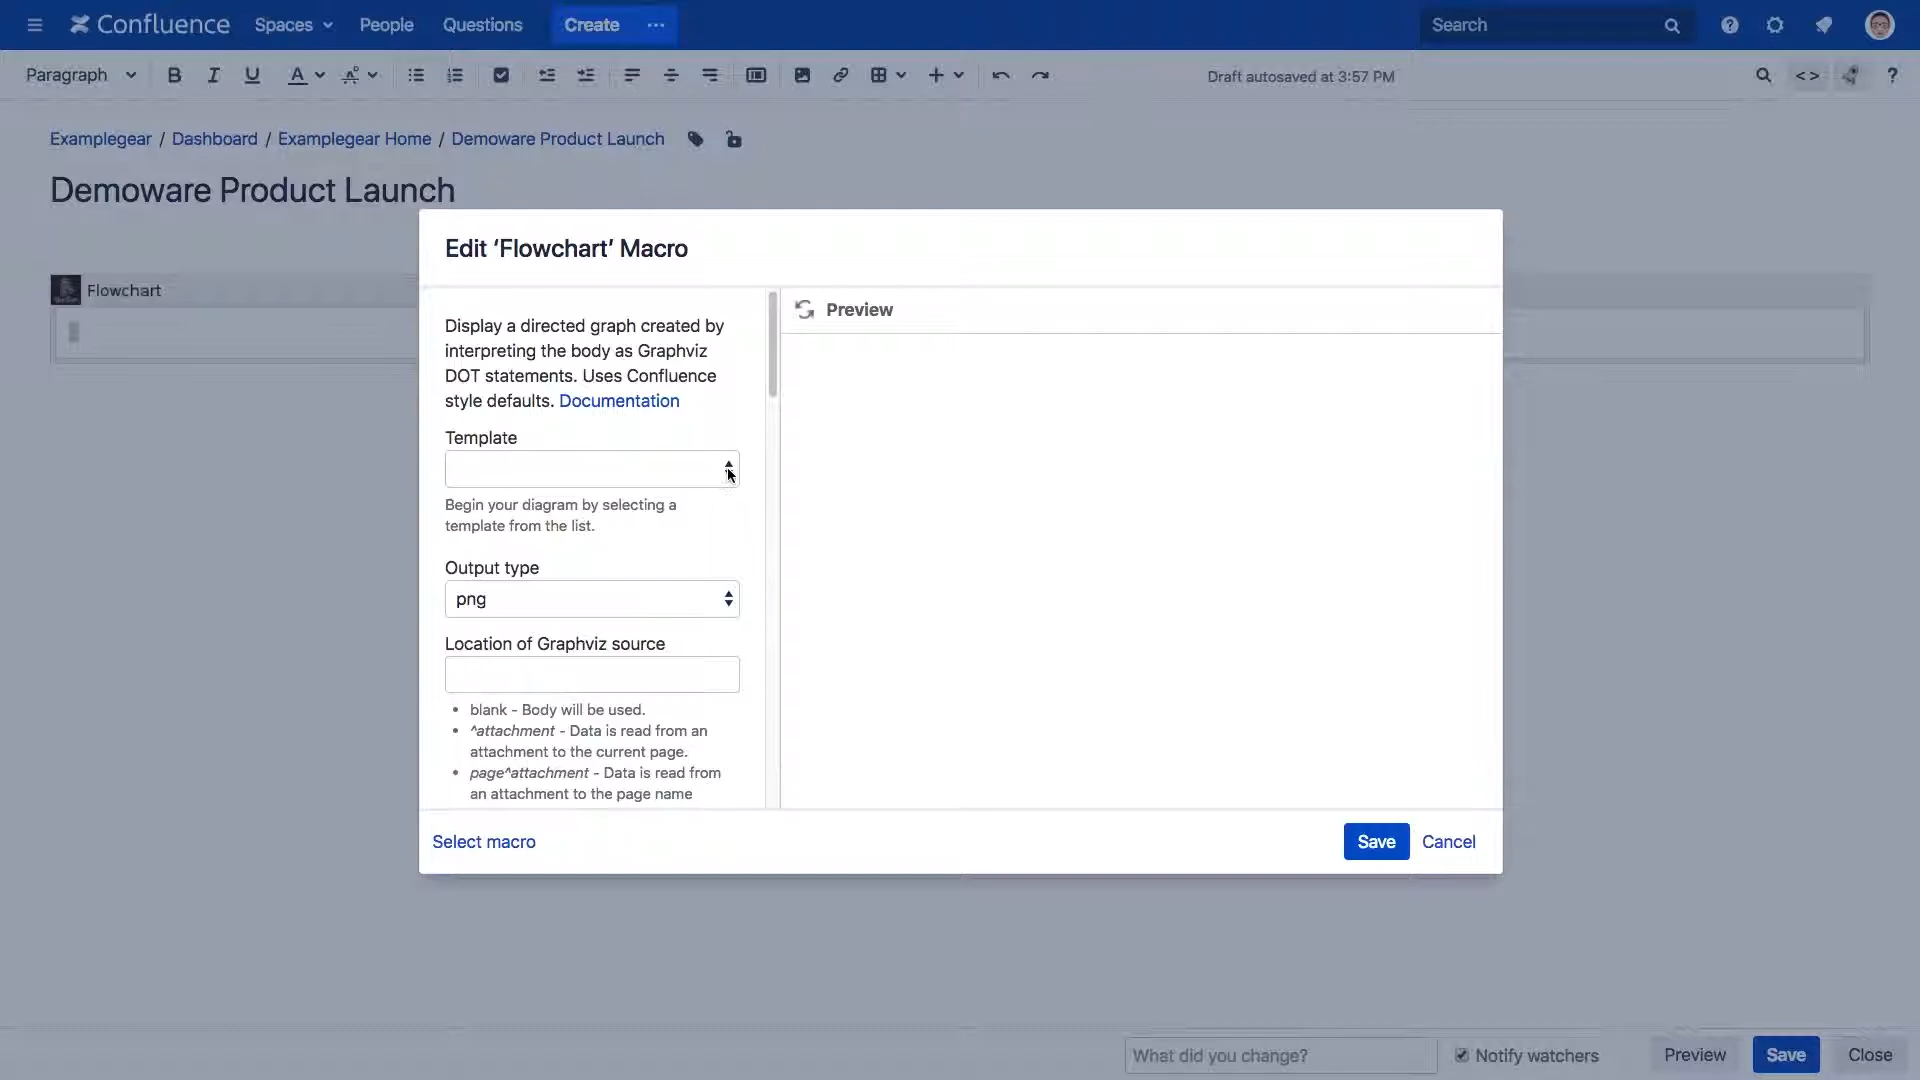 Confluence Spaces People Questions Create ··· Search
Paragraph B I U A Draft autosaved at 3:57 PM <> ?
Examplegear / Dashboard / Examplegear Home / Demoware Product Launch
Demoware Product Launch
Flowchart
Edit ‘Flowchart’ Macro
Display a directed graph created by
interpreting the body as Graphviz
DOT statements. Uses Confluence
style defaults. Documentation
Template
Begin your diagram by selecting a
template from the list.
Output type
png
Location of Graphviz source
• blank - Body will be used.
• ^attachment - Data is read from an
attachment to the current page.
• page^attachment - Data is read from
an attachment to the page name
Preview
Select macro
Save Cancel
What did you change? Notify watchers Preview Save Close